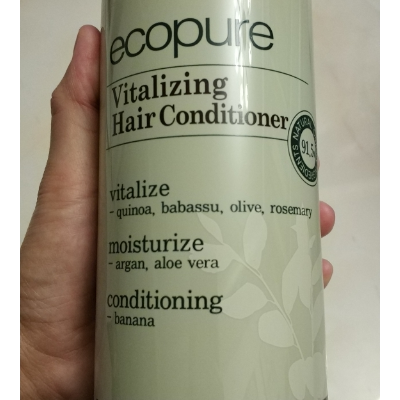 ecopure
Vitalizing
Hair Conditioner
vitalize
- quinoa, babassu, olive, rosemary
moisturize
- argan, aloe vera
conditioning
- banana